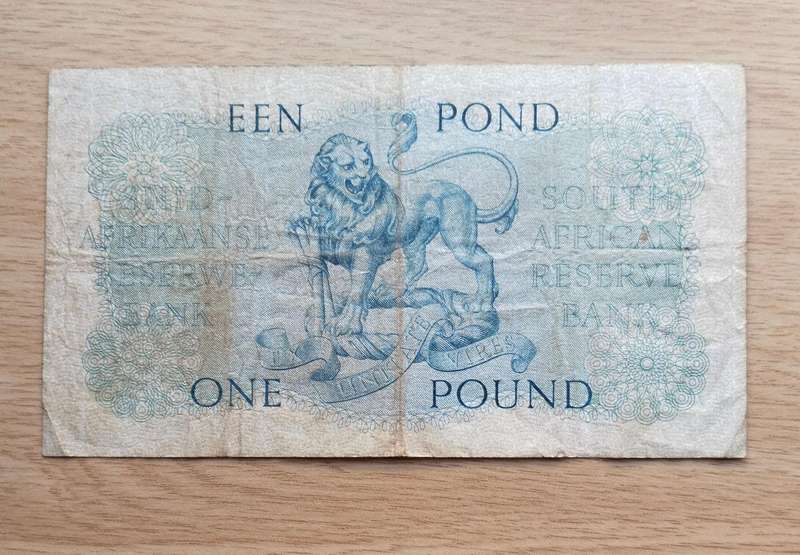 EEN POND
SUID-
AFRIKAANSE
RESERWE-
BANK
SOUTH
AFRICAN
RESERVE
BANK
EX UNITATE VIRES
ONE POUND